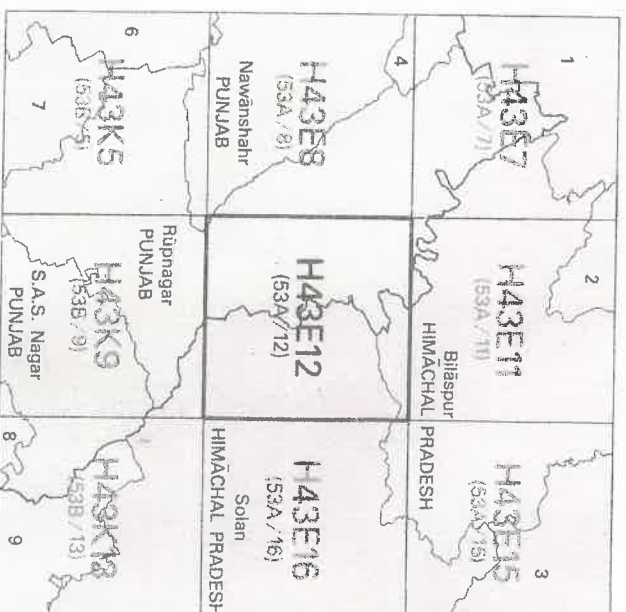 1
H43E7
(53A/7)
2
H43E11
(53A/11)
Bilāspur
HIMĀCHAL PRADESH
3
H43E15
(53A/15)
4
H43E8
(53A/8)
Nawānshahr
PUNJAB
H43E12
(53A/12)
H43E16
(53A/16)
Solan
HIMĀCHAL PRADESH
6
H43K5
(53B/5)
7
Rūpnagar
PUNJAB
H43K9
(53B/9)
S.A.S. Nagar
PUNJAB
H43K13
(53B/13)
8
9